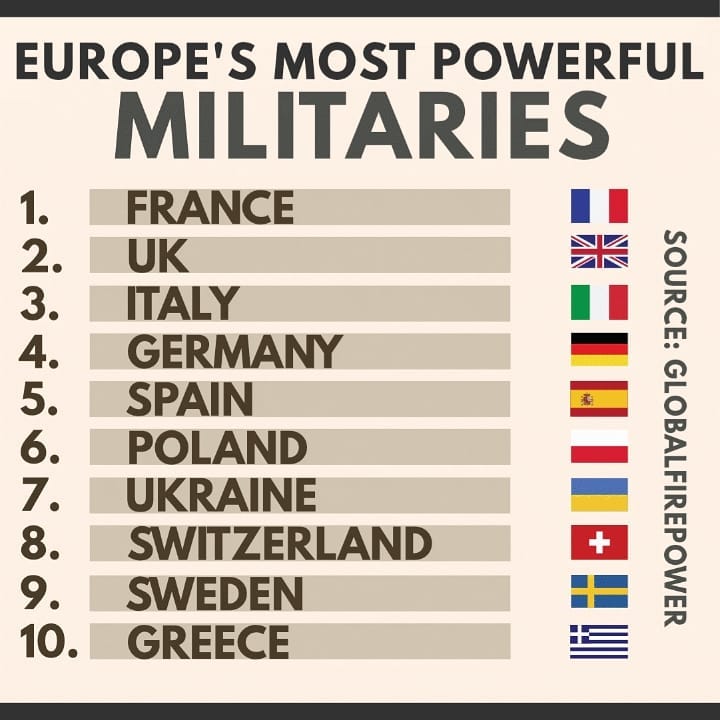 EUROPE'S MOST POWERFUL
MILITARIES
1. FRANCE
2. UK
3. ITALY
4. GERMANY
5. SPAIN
6. POLAND
7. UKRAINE
8. SWITZERLAND
9. SWEDEN
10. GREECE
SOURCE: GLOBALFIREPOWER